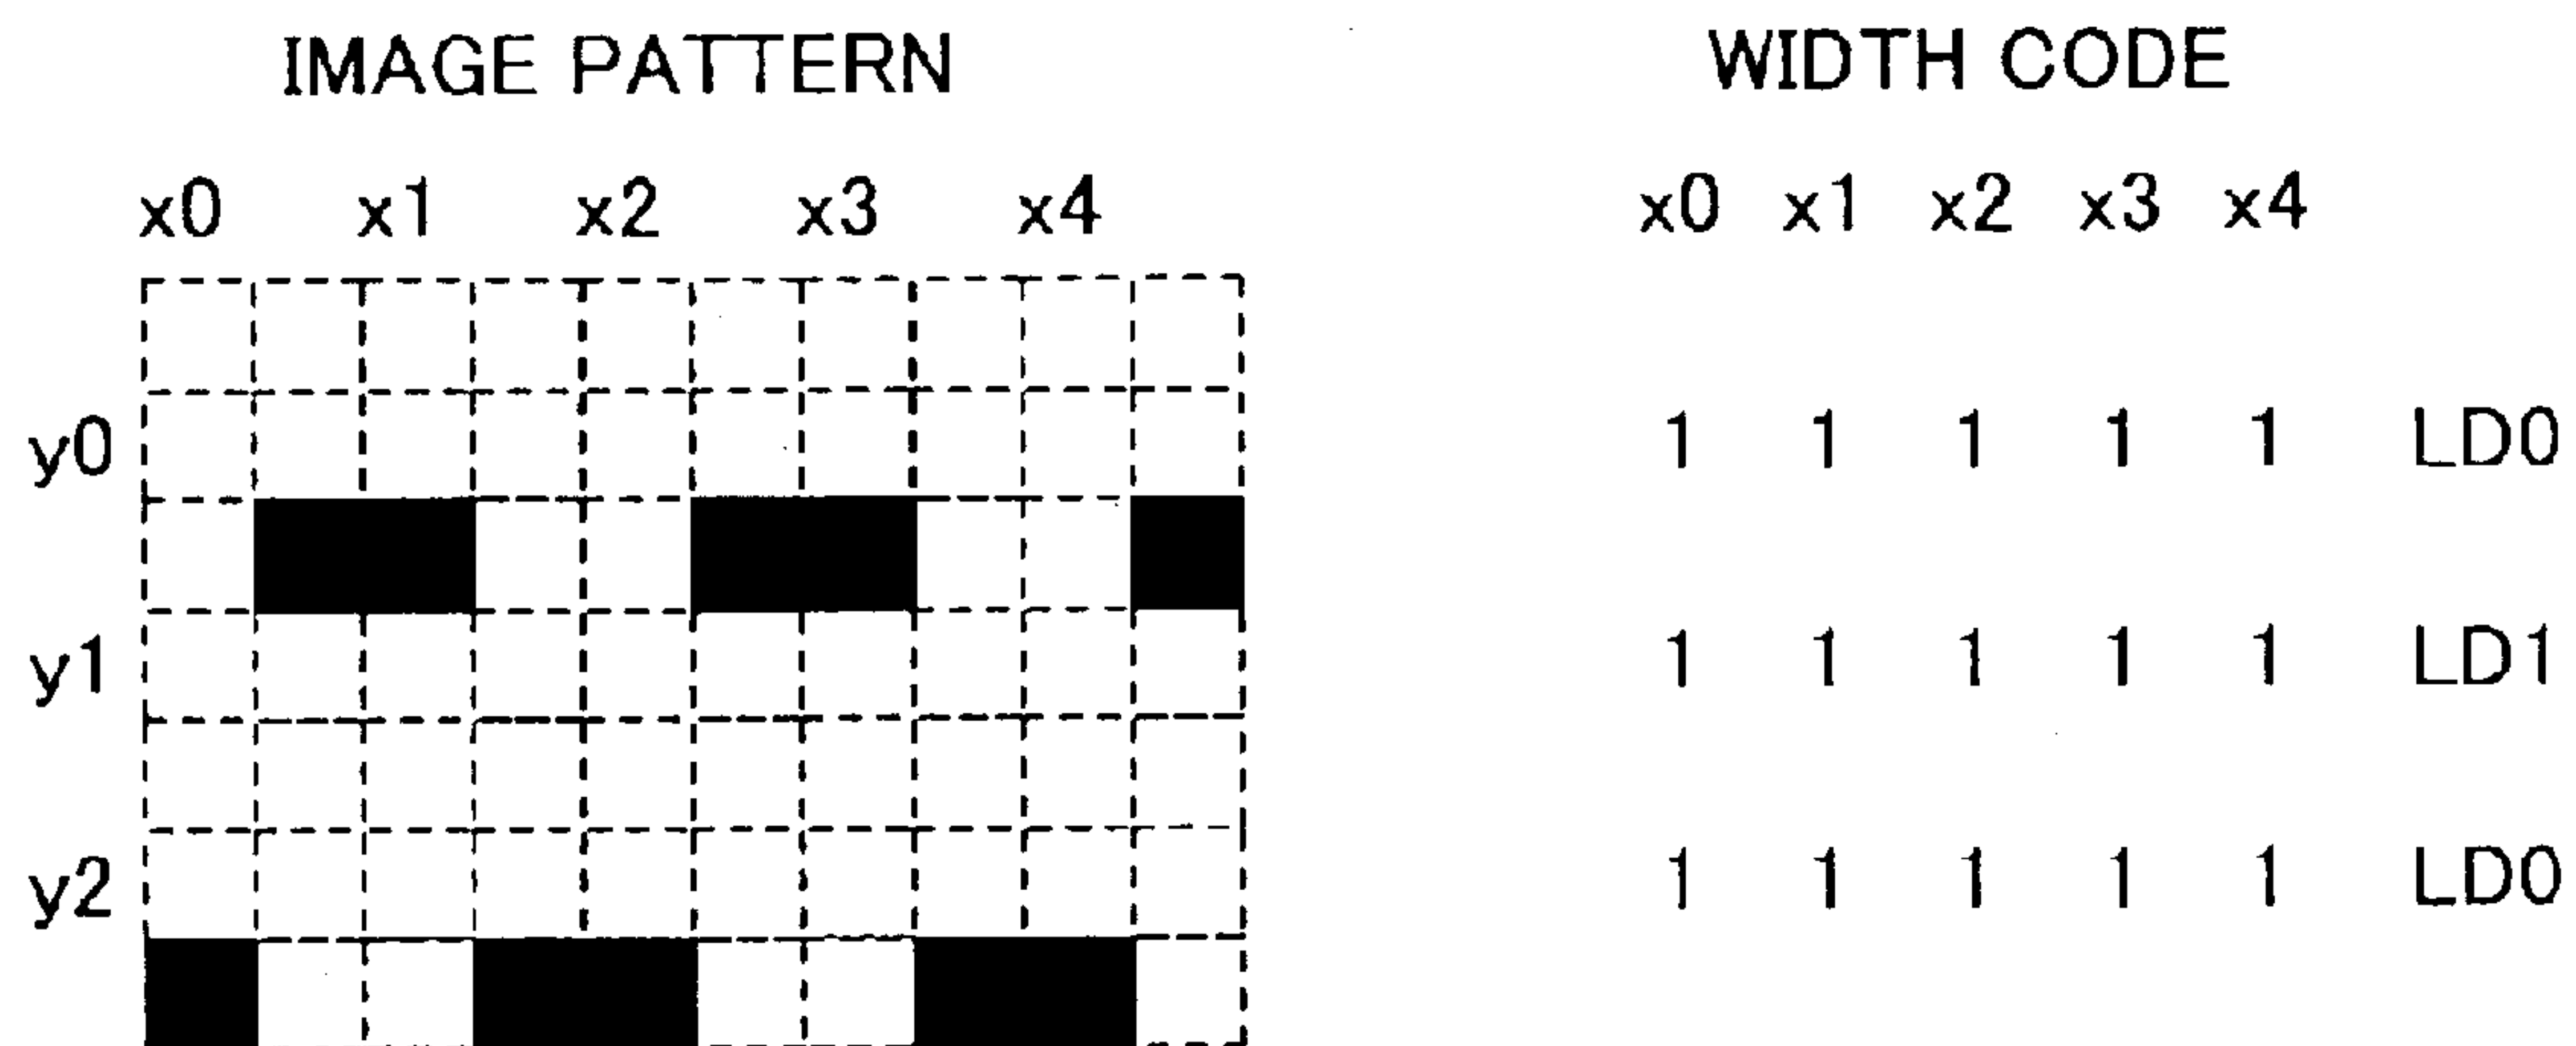 IMAGE PATTERN WIDTH CODE
x0 x1 x2 x3 x4 x0 x1 x2 x3 x4
y0 1 1 1 1 1 LD0
y1 1 1 1 1 1 LD1
y2 1 1 1 1 1 LD0